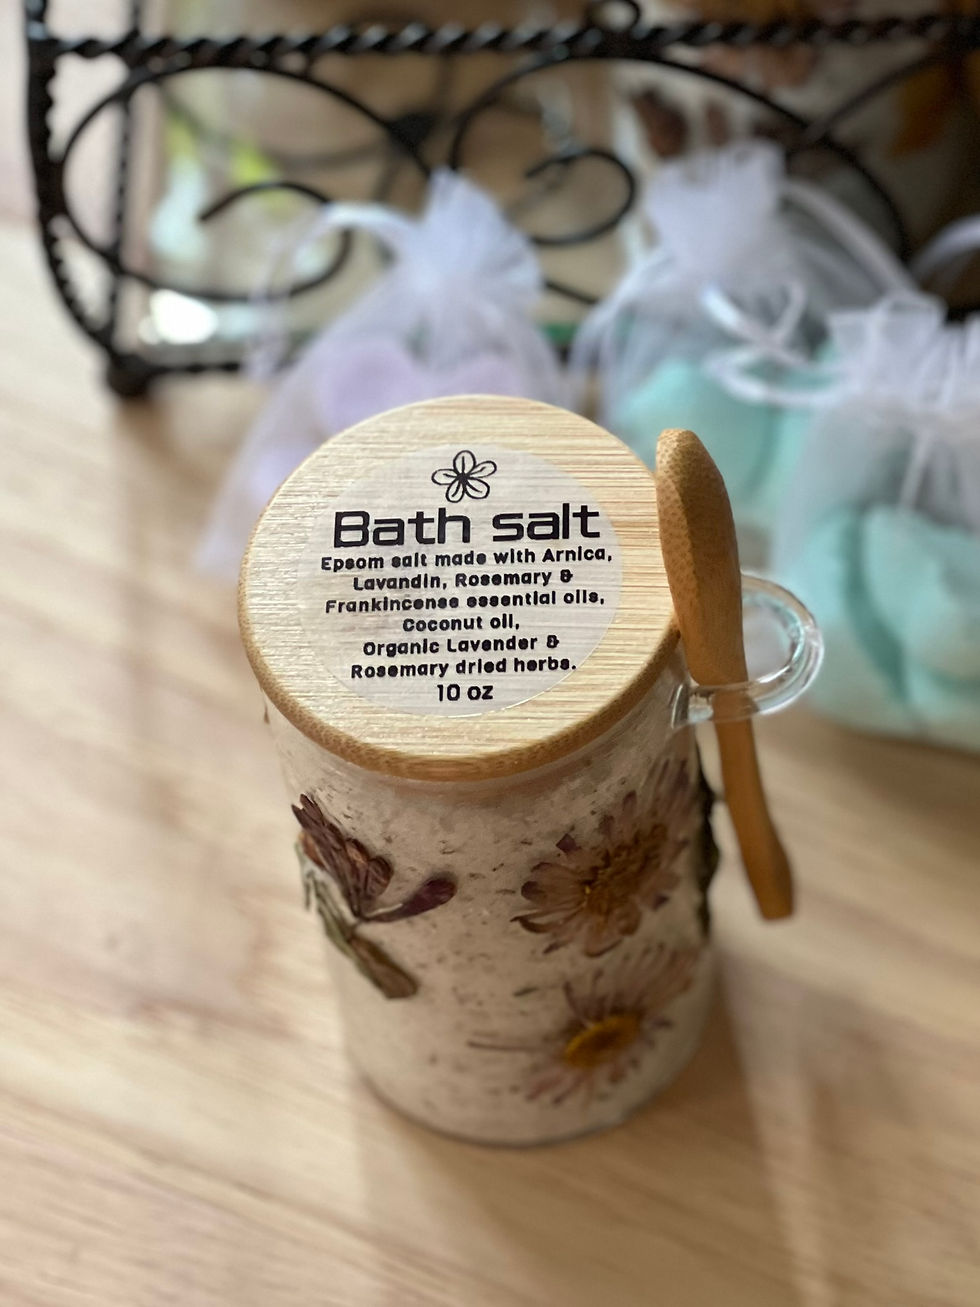 Bath salt
Epsom salt made with Arnica,
Lavandin, Rosemary &
Frankincense essential oils,
Coconut oil,
Organic Lavender &
Rosemary dried herbs.
10 oz